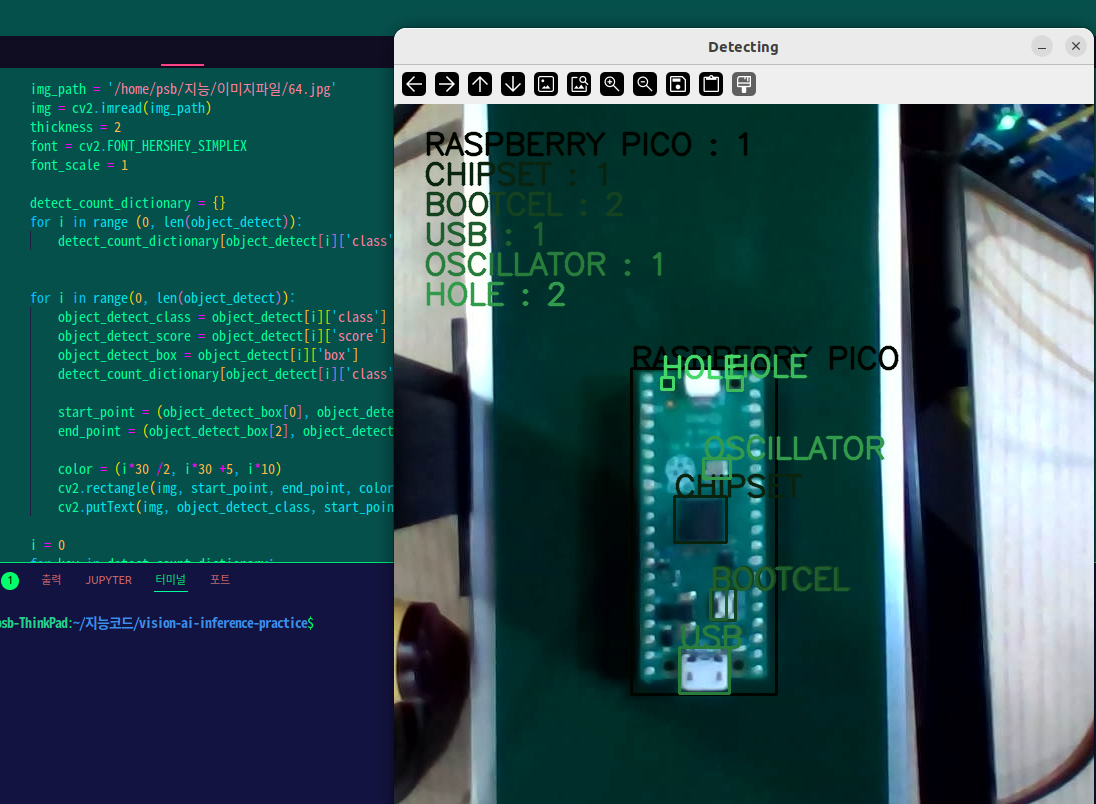 Detecting
img_path = '/home/psb/지능/이미지파일/64.jpg'
img = cv2.imread(img_path)
thickness = 2
font = cv2.FONT_HERSHEY_SIMPLEX
font_scale = 1
detect_count_dictionary = {}
for i in range (0, len(object_detect)):
detect_count_dictionary[object_detect[i]['class'
for i in range(0, len(object_detect)):
object_detect_class = object_detect[i]['class']
object_detect_score = object_detect[i]['score']
object_detect_box = object_detect[i]['box']
detect_count_dictionary[object_detect[i]['class'
start_point = (object_detect_box[0], object_dete
end_point = (object_detect_box[2], object_detect
color = (i*30 /2, i*30 +5, i*10)
cv2.rectangle(img, start_point, end_point, color
cv2.putText(img, object_detect_class, start_poin
i = 0
for key in detect_count_dictionary:
1 출력 JUPYTER 터미널 포트
psb-ThinkPad:~/지능코드/vision-ai-inference-practice$
RASPBERRY PICO : 1
CHIPSET : 1
BOOTCEL : 2
USB : 1
OSCILLATOR : 1
HOLE : 2
RASPBERRY PICO
HOLE
HOLE
OSCILLATOR
CHIPSET
BOOTCEL
USB